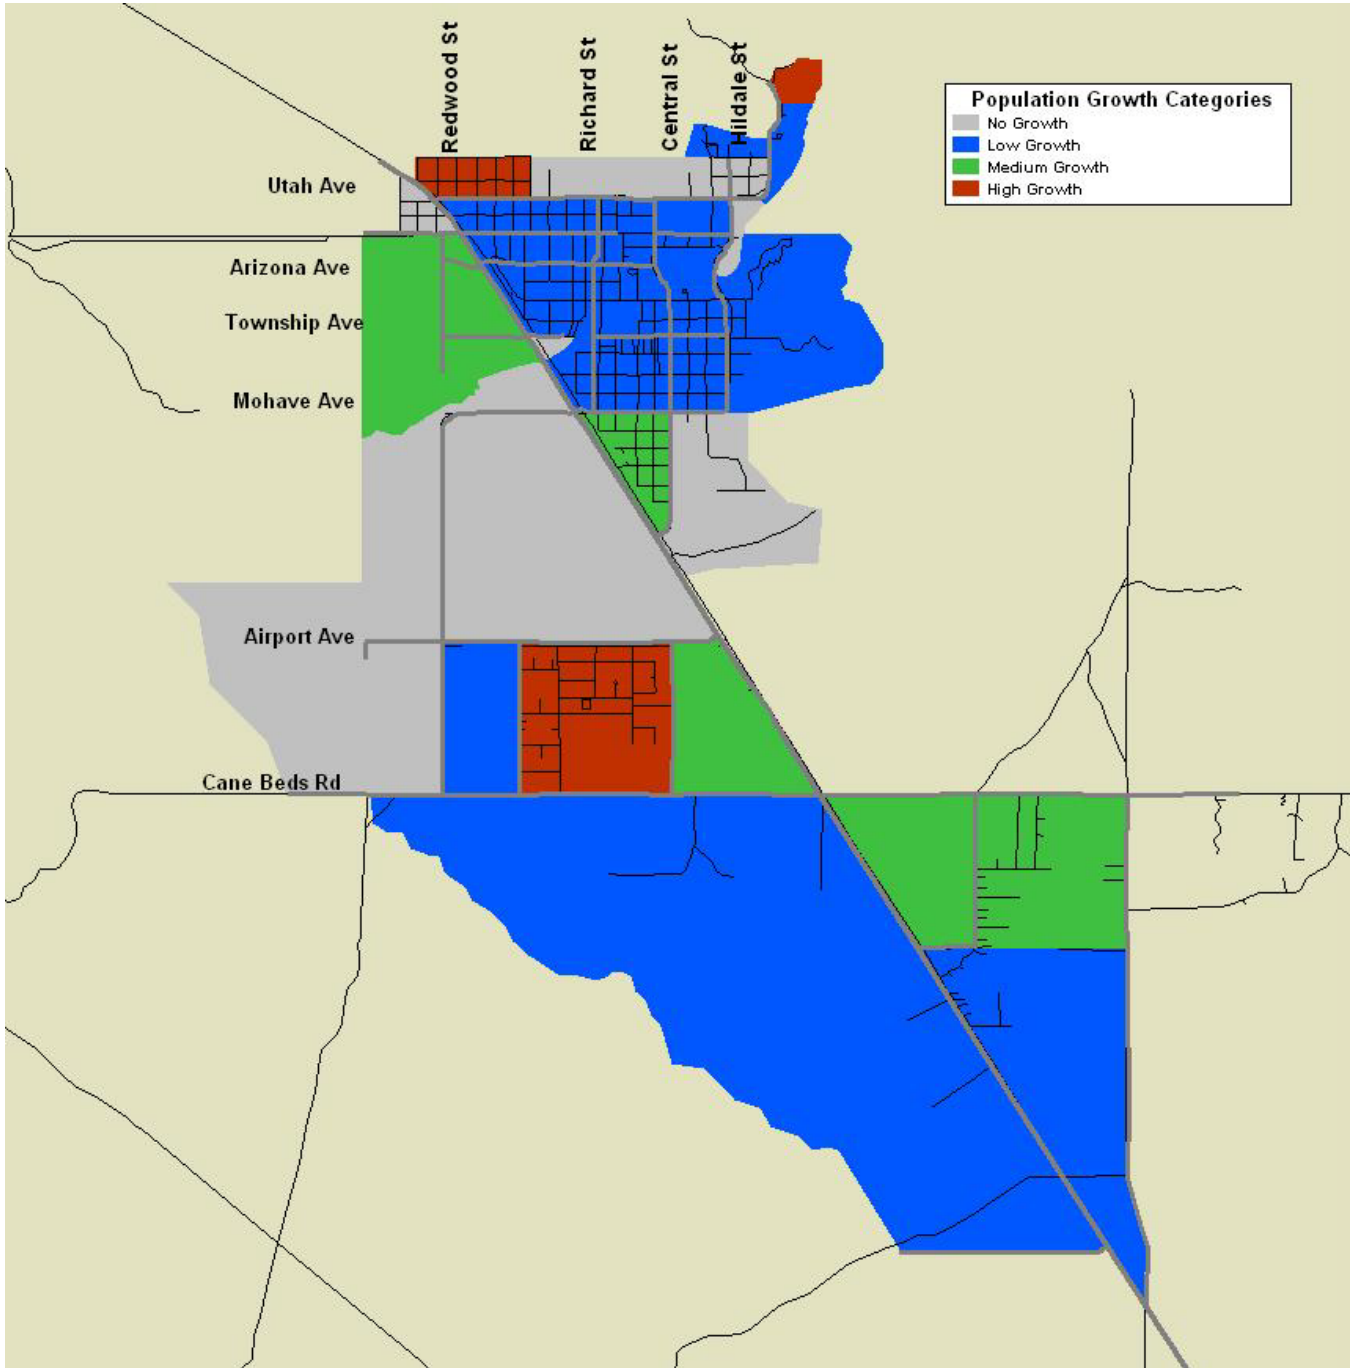 Redwood St
Richard St
Central St
Hildale St
Population Growth Categories
No Growth
Low Growth
Medium Growth
High Growth
Utah Ave
Arizona Ave
Township Ave
Mohave Ave
Airport Ave
Cane Beds Rd